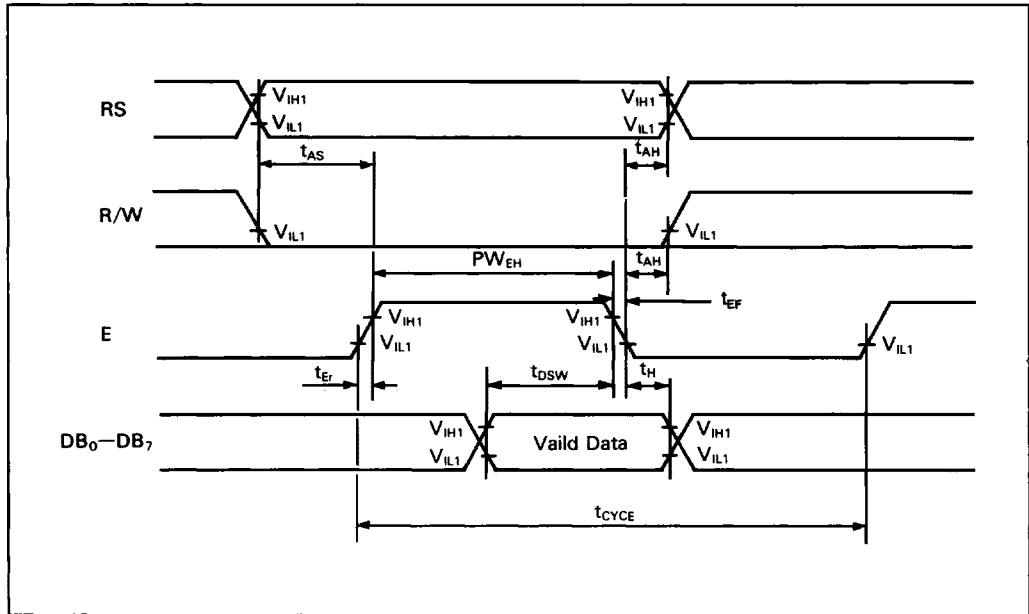 RS
V_IH1
V_IL1
V_IH1
V_IL1
t_AS
t_AH
R/W
V_IL1
V_IL1
PW_EH
t_AH
t_EF
E
V_IH1
V_IL1
V_IH1
V_IL1
V_IL1
t_Er
t_DSW
t_H
DB₀—DB₇
V_IH1
V_IL1
Vaild Data
V_IH1
V_IL1
t_CYCE